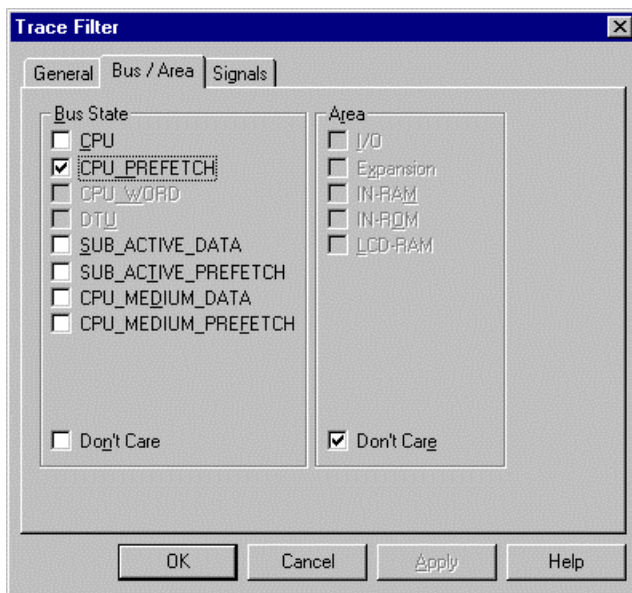 Trace Filter
General Bus / Area Signals
Bus State
CPU
CPU_PREFETCH
CPU_WORD
DTU
SUB_ACTIVE_DATA
SUB_ACTIVE_PREFETCH
CPU_MEDIUM_DATA
CPU_MEDIUM_PREFETCH
Don't Care
Area
I/O
Expansion
IN-RAM
IN-ROM
LCD-RAM
Don't Care
OK Cancel Apply Help